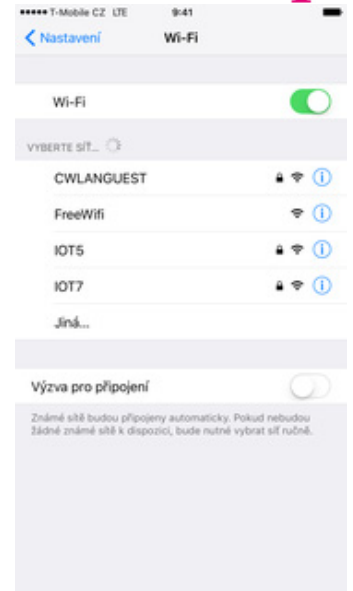 T-Mobile CZ LTE 9:41
Nastavení Wi-Fi
Wi-Fi
VYBERTE SÍŤ...
CWLANGUEST
FreeWifi
IOT5
IOT7
Jiná...
Výzva pro připojení
Známé sítě budou připojeny automaticky. Pokud nebudou
žádné známé sítě k dispozici, bude nutné vybrat síť ručně.